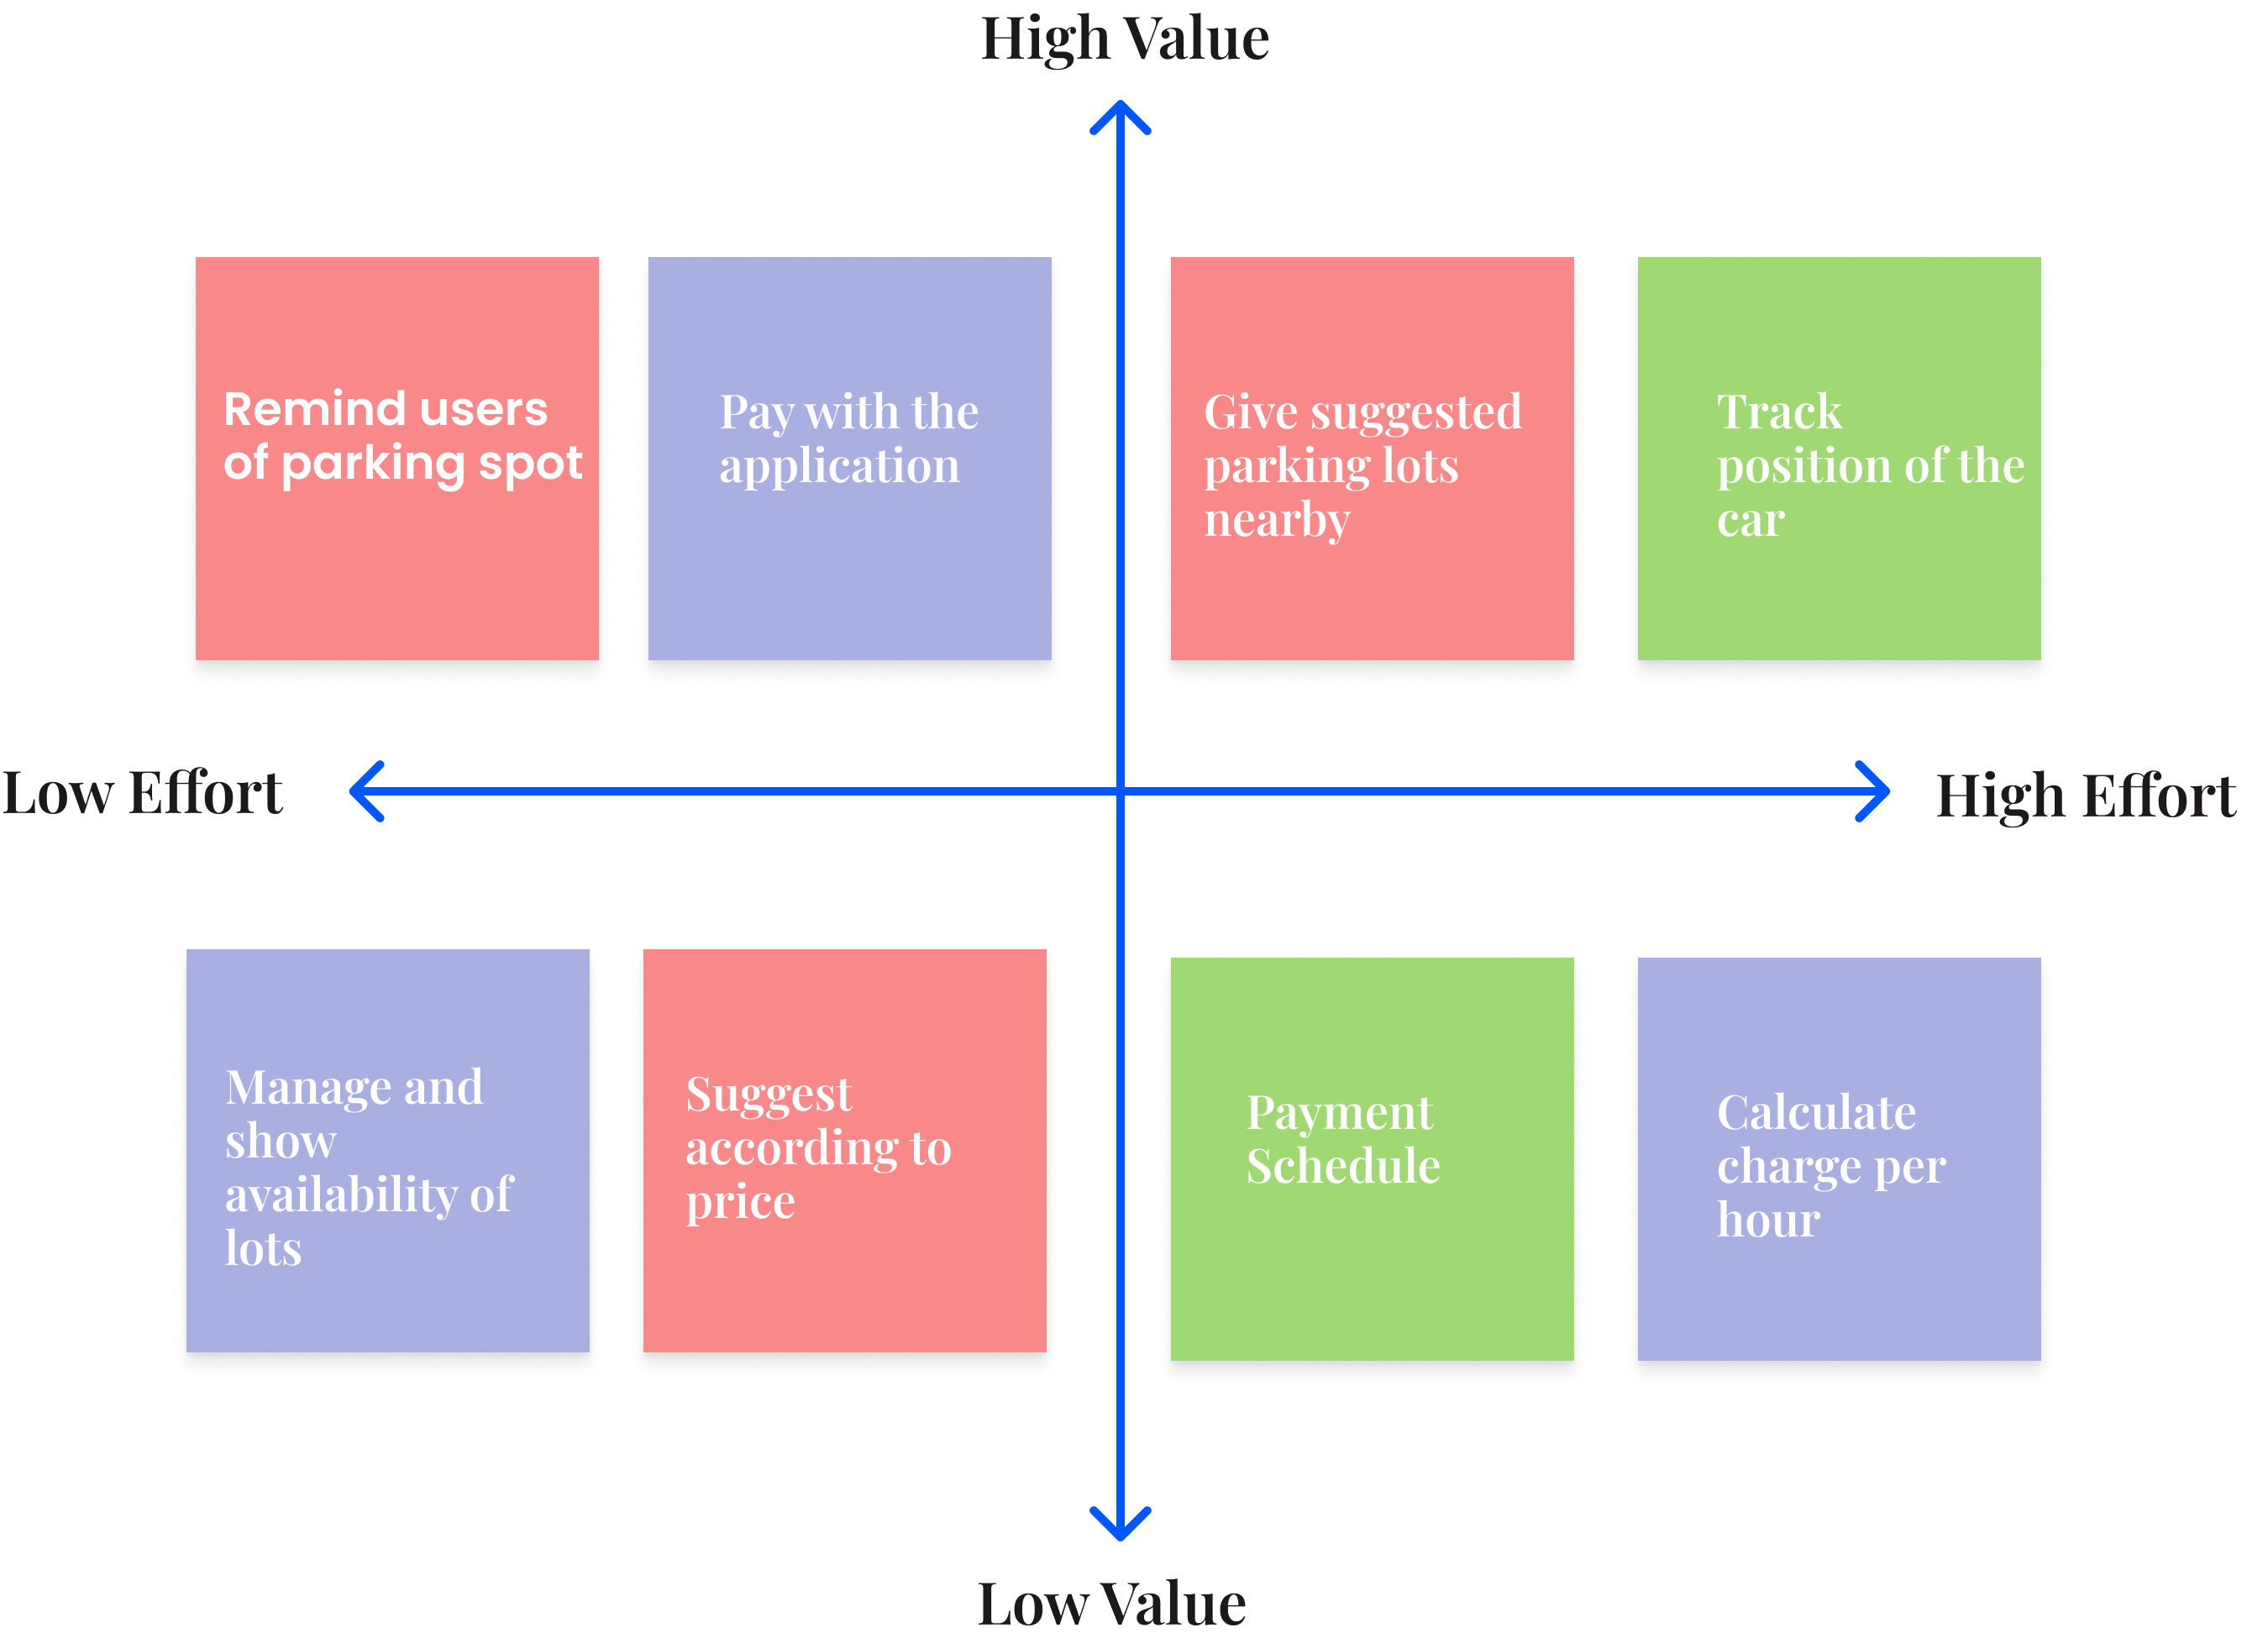 High Value
Remind users
of parking spot
Pay with the
application
Give suggested
parking lots
nearby
Track
position of the
car
Low Effort
High Effort
Manage and
show
availability of
lots
Suggest
according to
price
Payment
Schedule
Calculate
charge per
hour
Low Value